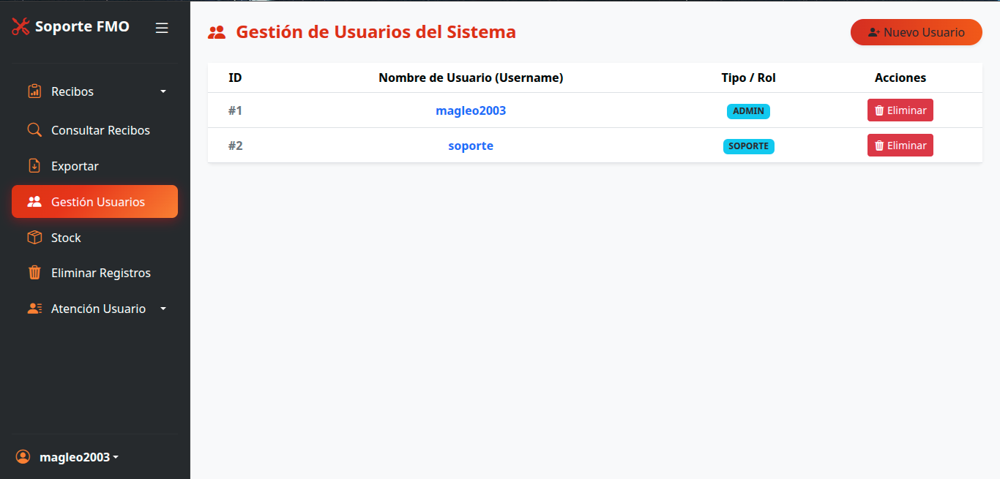 Soporte FMO
Recibos
Consultar Recibos
Exportar
Gestión Usuarios
Stock
Eliminar Registros
Atención Usuario
magleo2003
Gestión de Usuarios del Sistema
Nuevo Usuario
ID Nombre de Usuario (Username) Tipo / Rol Acciones
#1 magleo2003 ADMIN Eliminar
#2 soporte SOPORTE Eliminar